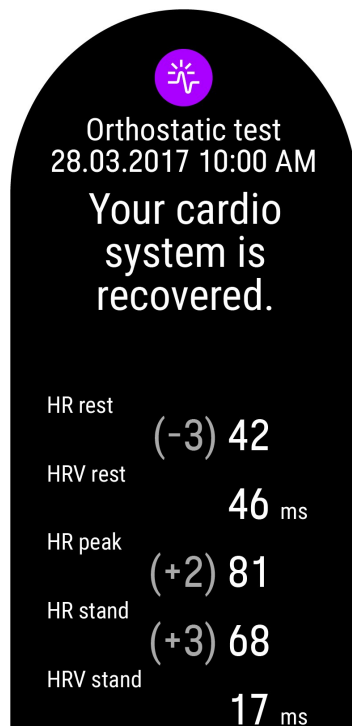 Orthostatic test
28.03.2017 10:00 AM
Your cardio
system is
recovered.
HR rest
(-3) 42
HRV rest
46 ms
HR peak
(+2) 81
HR stand
(+3) 68
HRV stand
17 ms